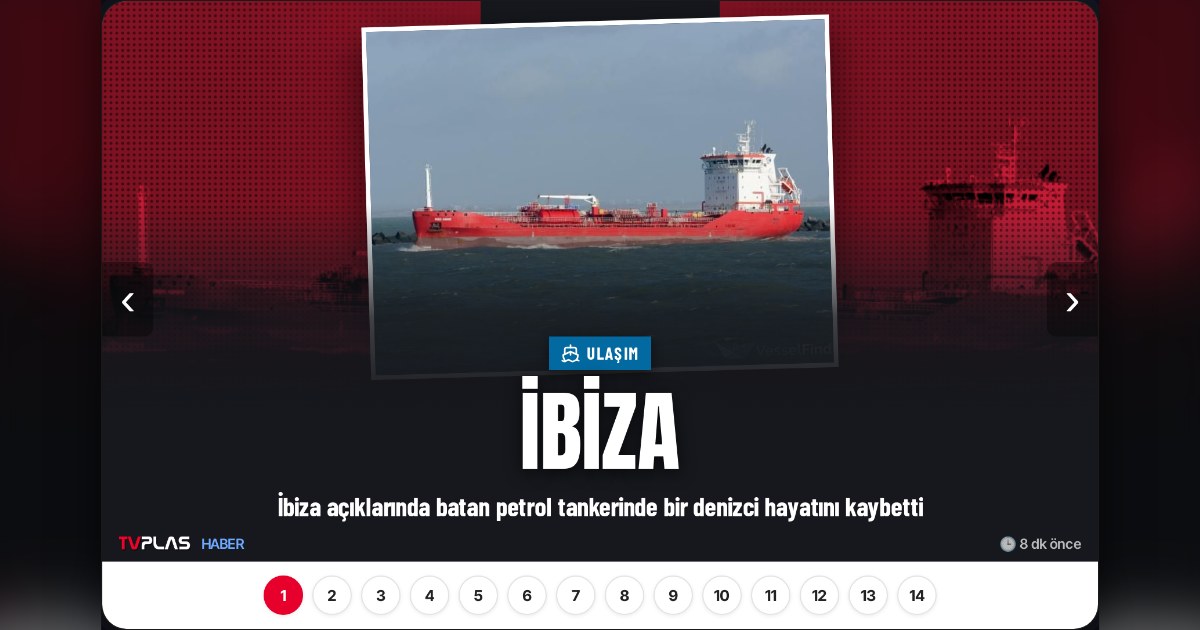 ULAŞIM
İBİZA
İbiza açıklarında batan petrol tankerinde bir denizci hayatını kaybetti
TVPLAS HABER
8 dk önce
1 2 3 4 5 6 7 8 9 10 11 12 13 14